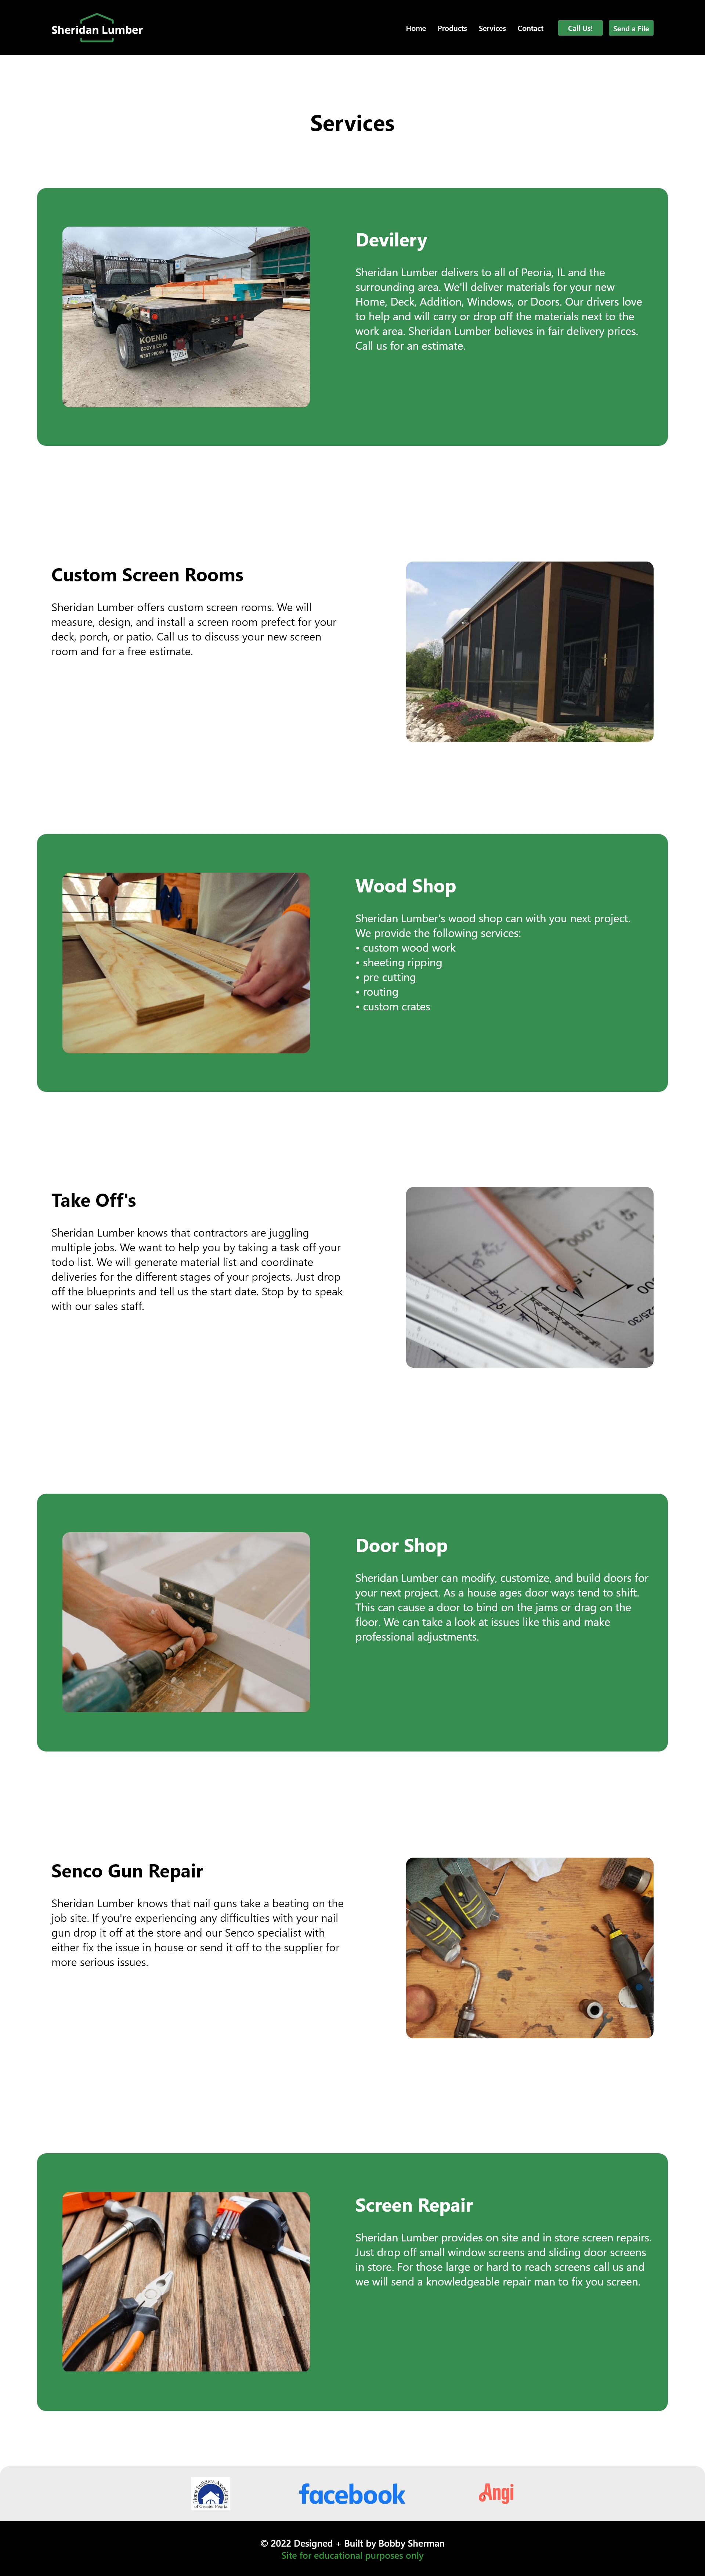 Sheridan Lumber
Home Products Services Contact Call Us! Send a File
Services
Devilery
Sheridan Lumber delivers to all of Peoria, IL and the
surrounding area. We'll deliver materials for your new
Home, Deck, Addition, Windows, or Doors. Our drivers love
to help and will carry or drop off the materials next to the
work area. Sheridan Lumber believes in fair delivery prices.
Call us for an estimate.
KOENIG
BODY & EQUIP.
WEST PEORIA
Custom Screen Rooms
Sheridan Lumber offers custom screen rooms. We will
measure, design, and install a screen room prefect for your
deck, porch, or patio. Call us to discuss your new screen
room and for a free estimate.
Wood Shop
Sheridan Lumber's wood shop can with you next project.
We provide the following services:
• custom wood work
• sheeting ripping
• pre cutting
• routing
• custom crates
Take Off's
Sheridan Lumber knows that contractors are juggling
multiple jobs. We want to help you by taking a task off your
todo list. We will generate material list and coordinate
deliveries for the different stages of your projects. Just drop
off the blueprints and tell us the start date. Stop by to speak
with our sales staff.
Door Shop
Sheridan Lumber can modify, customize, and build doors for
your next project. As a house ages door ways tend to shift.
This can cause a door to bind on the jams or drag on the
floor. We can take a look at issues like this and make
professional adjustments.
Senco Gun Repair
Sheridan Lumber knows that nail guns take a beating on the
job site. If you're experiencing any difficulties with your nail
gun drop it off at the store and our Senco specialist with
either fix the issue in house or send it off to the supplier for
more serious issues.
Screen Repair
Sheridan Lumber provides on site and in store screen repairs.
Just drop off small window screens and sliding door screens
in store. For those large or hard to reach screens call us and
we will send a knowledgeable repair man to fix you screen.
Home Builders Association
of Greater Peoria
facebook
Angi
© 2022 Designed + Built by Bobby Sherman
Site for educational purposes only